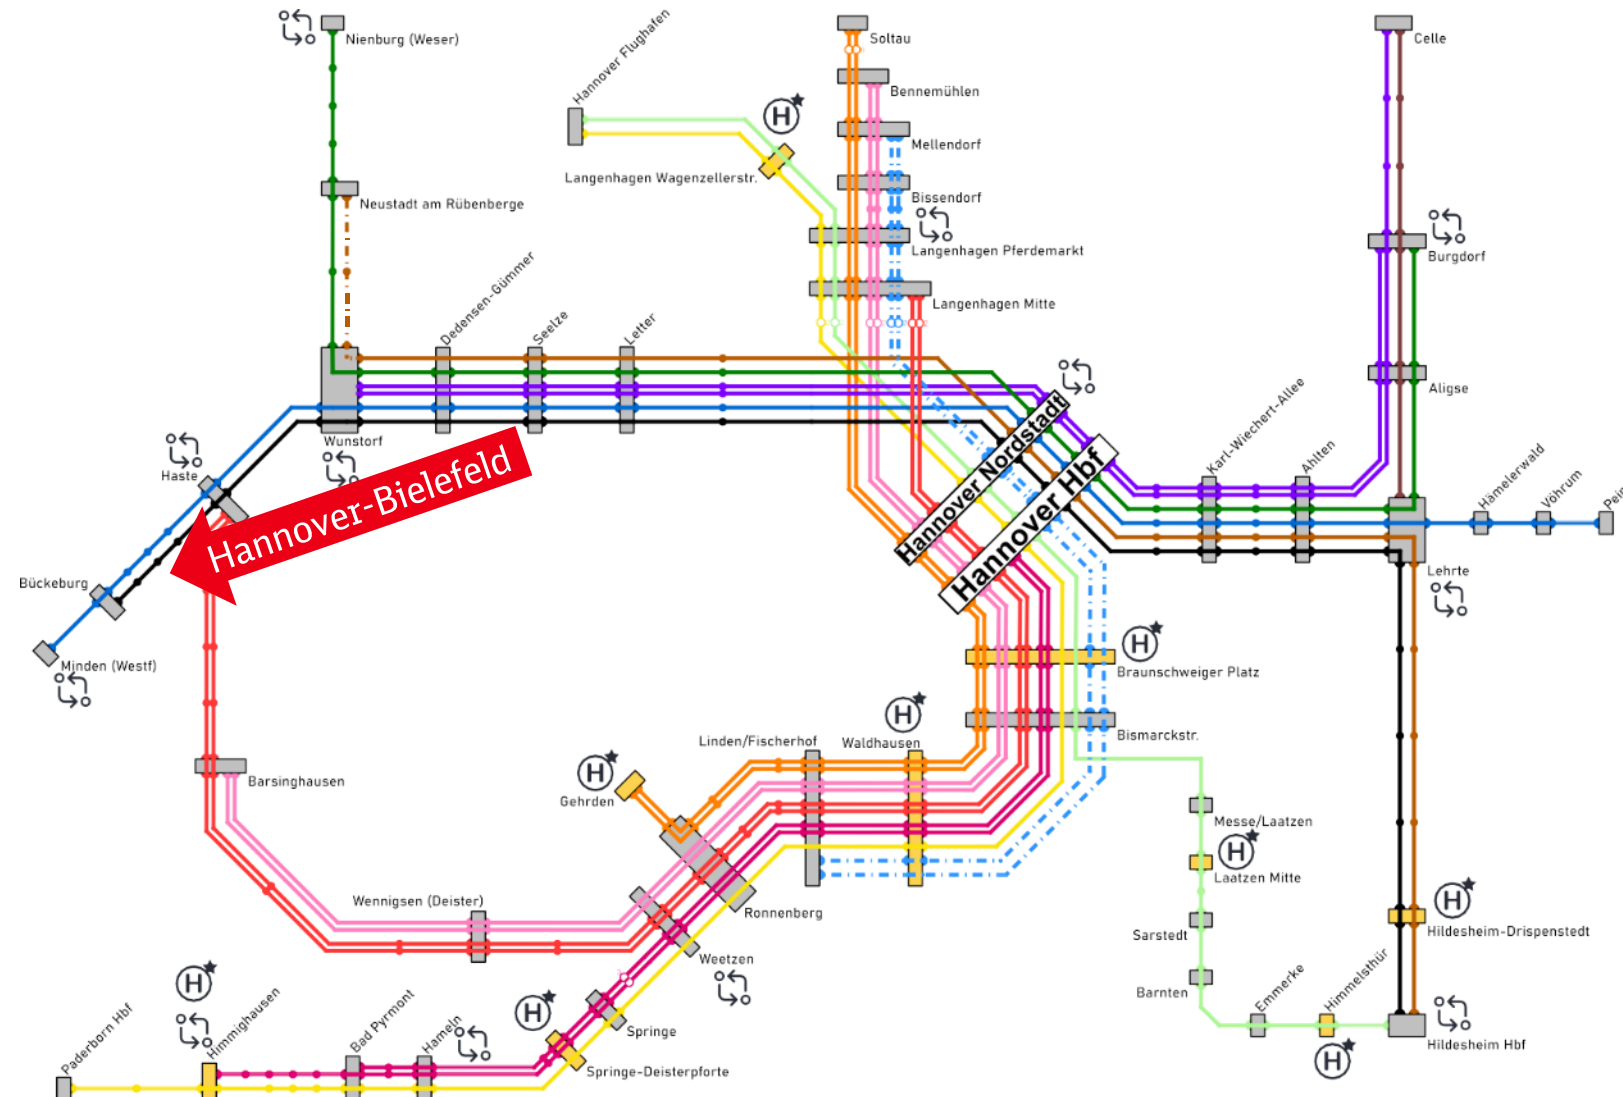 Nienburg (Weser)
Hannover Flughafen
Soltau
Celle
Bennemühlen
H
Mellendorf
Langenhagen Wagenzellerstr.
Bissendorf
Neustadt am Rübenberge
Langenhagen Pferdemarkt
Burgdorf
Langenhagen Mitte
Dedensen-Gümmer
Seelze
Letter
Aligse
Wunstorf
Hannover Nordstadt
Hannover Hbf
Karl-Wiechert-Allee
Ahlten
Hämelerwald
Vöhrum
Haste
Hannover-Bielefeld
Lehrte
Bückeburg
Minden (Westf)
H
Braunschweiger Platz
H
Bismarckstr.
Linden/Fischerhof
Waldhausen
Barsinghausen
H
Gehrden
Messe/Laatzen
H
Laatzen Mitte
Wennigsen (Deister)
Ronnenberg
H
Hildesheim-Drispenstedt
Sarstedt
Weetzen
Barnten
Emmerke
Himmelsthür
H
H
Springe
Hildesheim Hbf
H
Springe-Deisterpforte
Paderborn Hbf
Himmighausen
Bad Pyrmont
Hameln